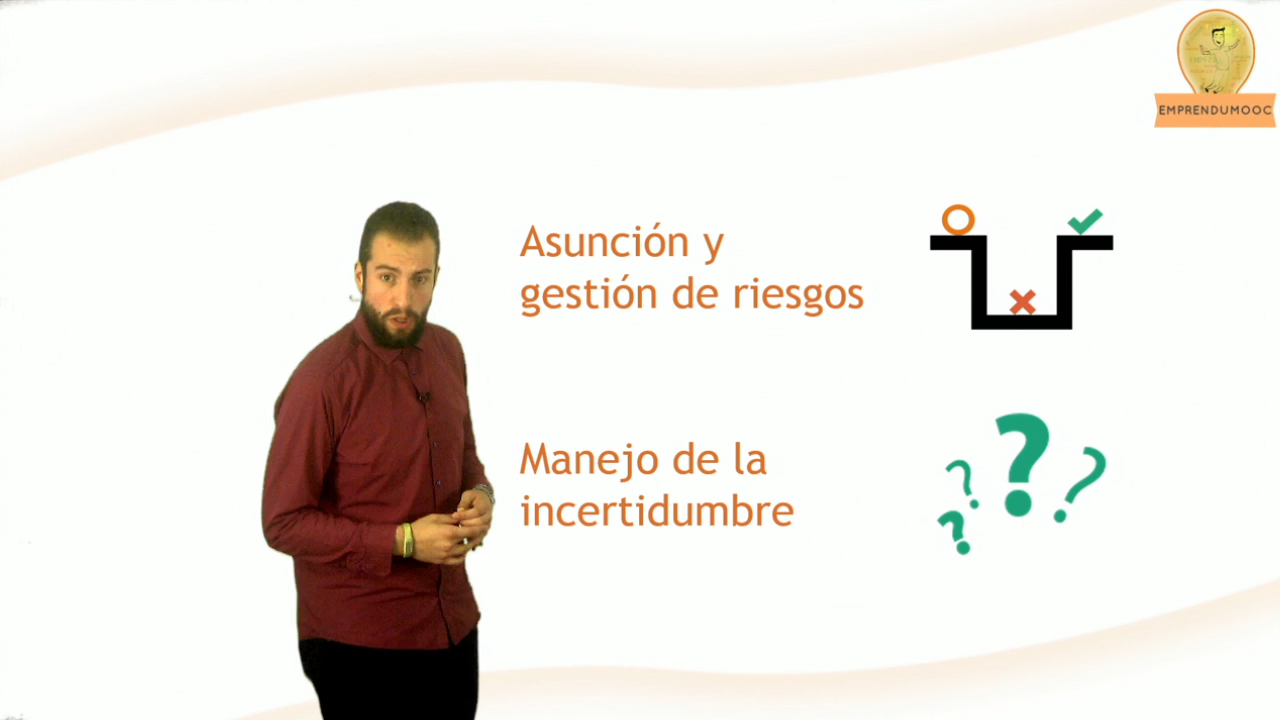 EMPRENDUMOOC
Asunción y
gestión de riesgos
Manejo de la
incertidumbre